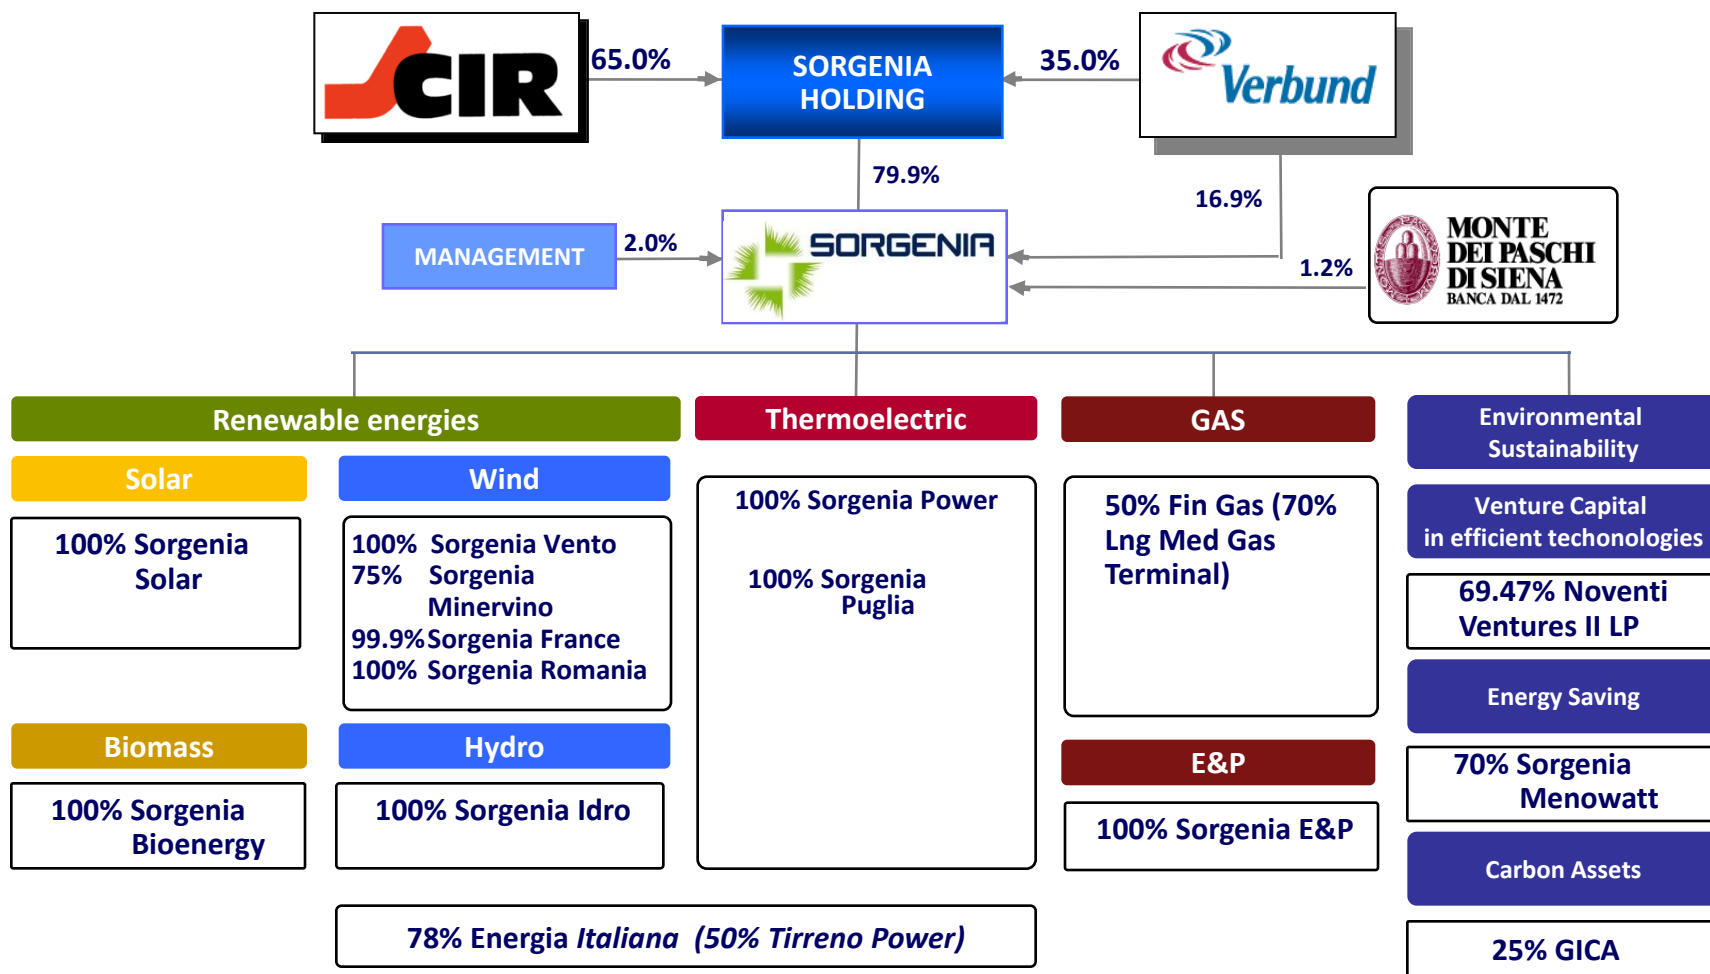 CIR
65.0%
SORGENIA
HOLDING
35.0%
Verbund
79.9%
16.9%
MANAGEMENT
2.0%
SORGENIA
1.2%
MONTE
DEI PASCHI
DI SIENA
BANCA DAL 1472
Renewable energies
Thermoelectric
GAS
Environmental
Sustainability
Solar
Wind
100% Sorgenia
Solar
100% Sorgenia Vento
75% Sorgenia
Minervino
99.9% Sorgenia France
100% Sorgenia Romania
100% Sorgenia Power
100% Sorgenia
Puglia
50% Fin Gas (70%
Lng Med Gas
Terminal)
Venture Capital
in efficient techonologies
69.47% Noventi
Ventures II LP
Energy Saving
Biomass
Hydro
E&P
100% Sorgenia
Bioenergy
100% Sorgenia Idro
100% Sorgenia E&P
70% Sorgenia
Menowatt
Carbon Assets
78% Energia Italiana (50% Tirreno Power)
25% GICA